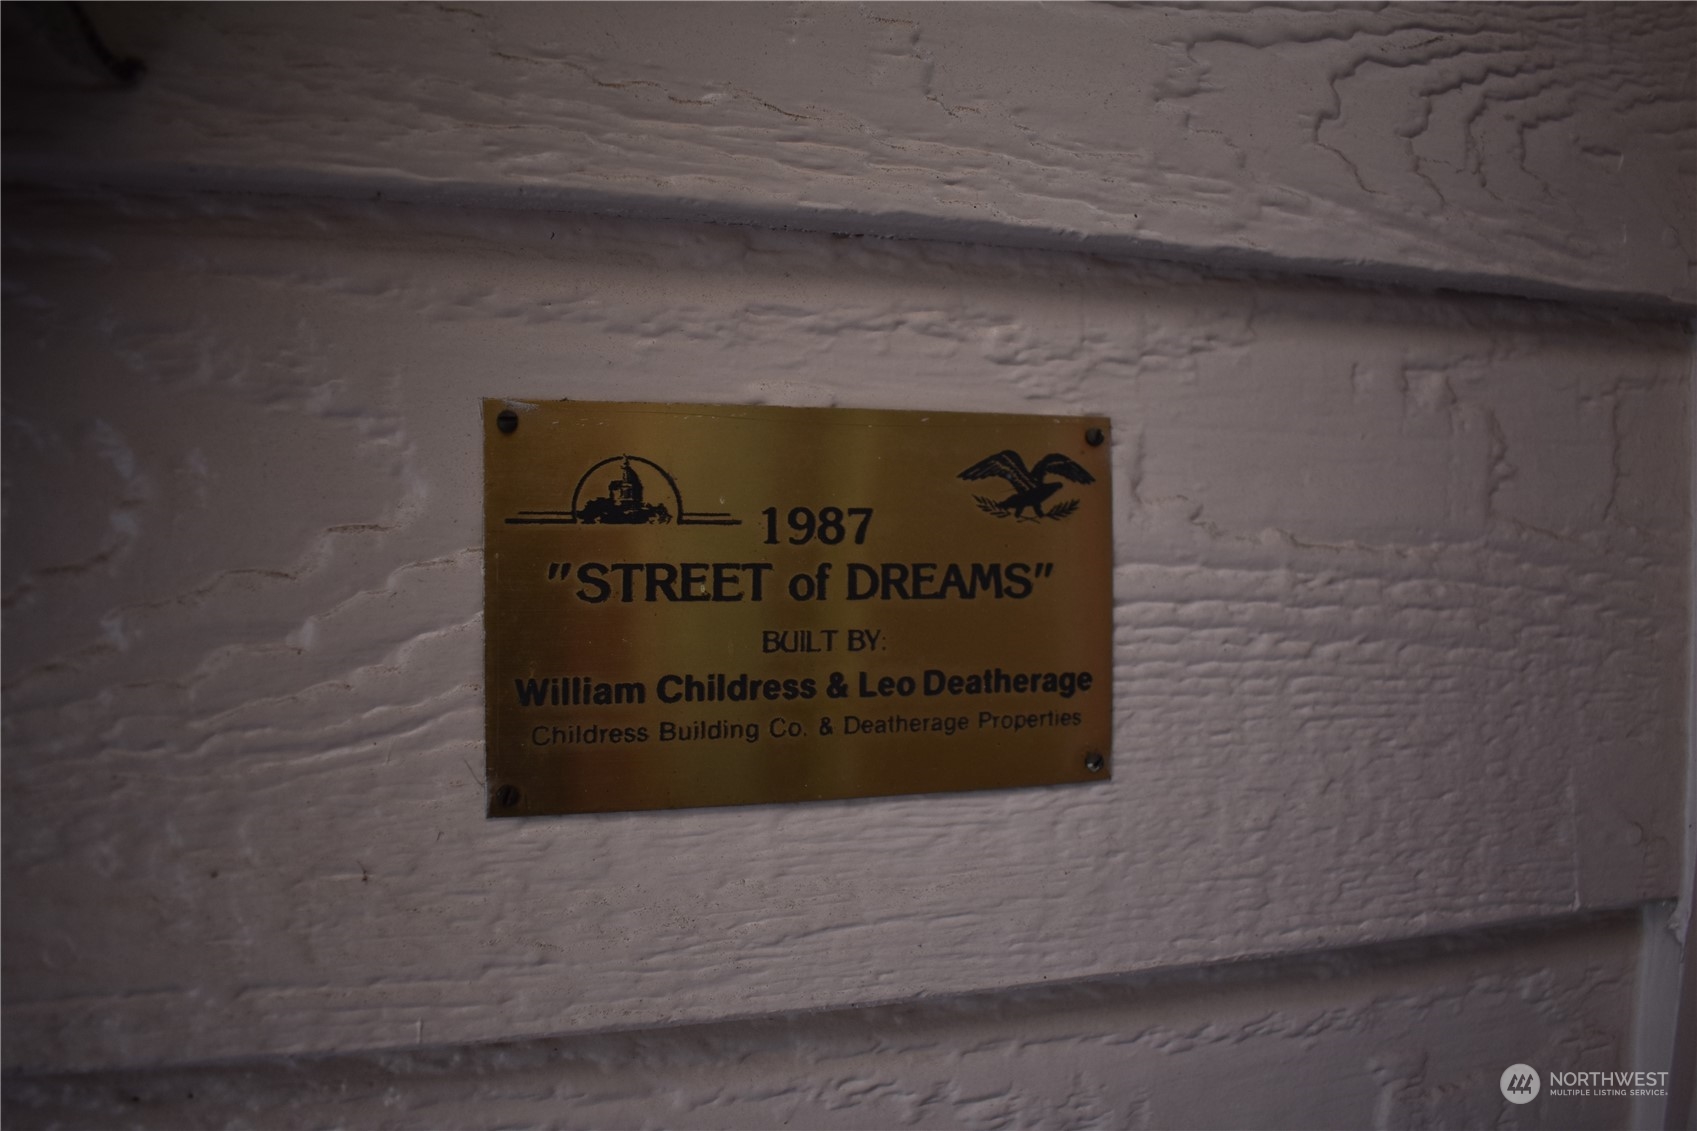 1987
"STREET of DREAMS"
BUILT BY:
William Childress & Leo Deatherage
Childress Building Co. & Deatherage Properties
NORTHWEST
MULTIPLE LISTING SERVICE